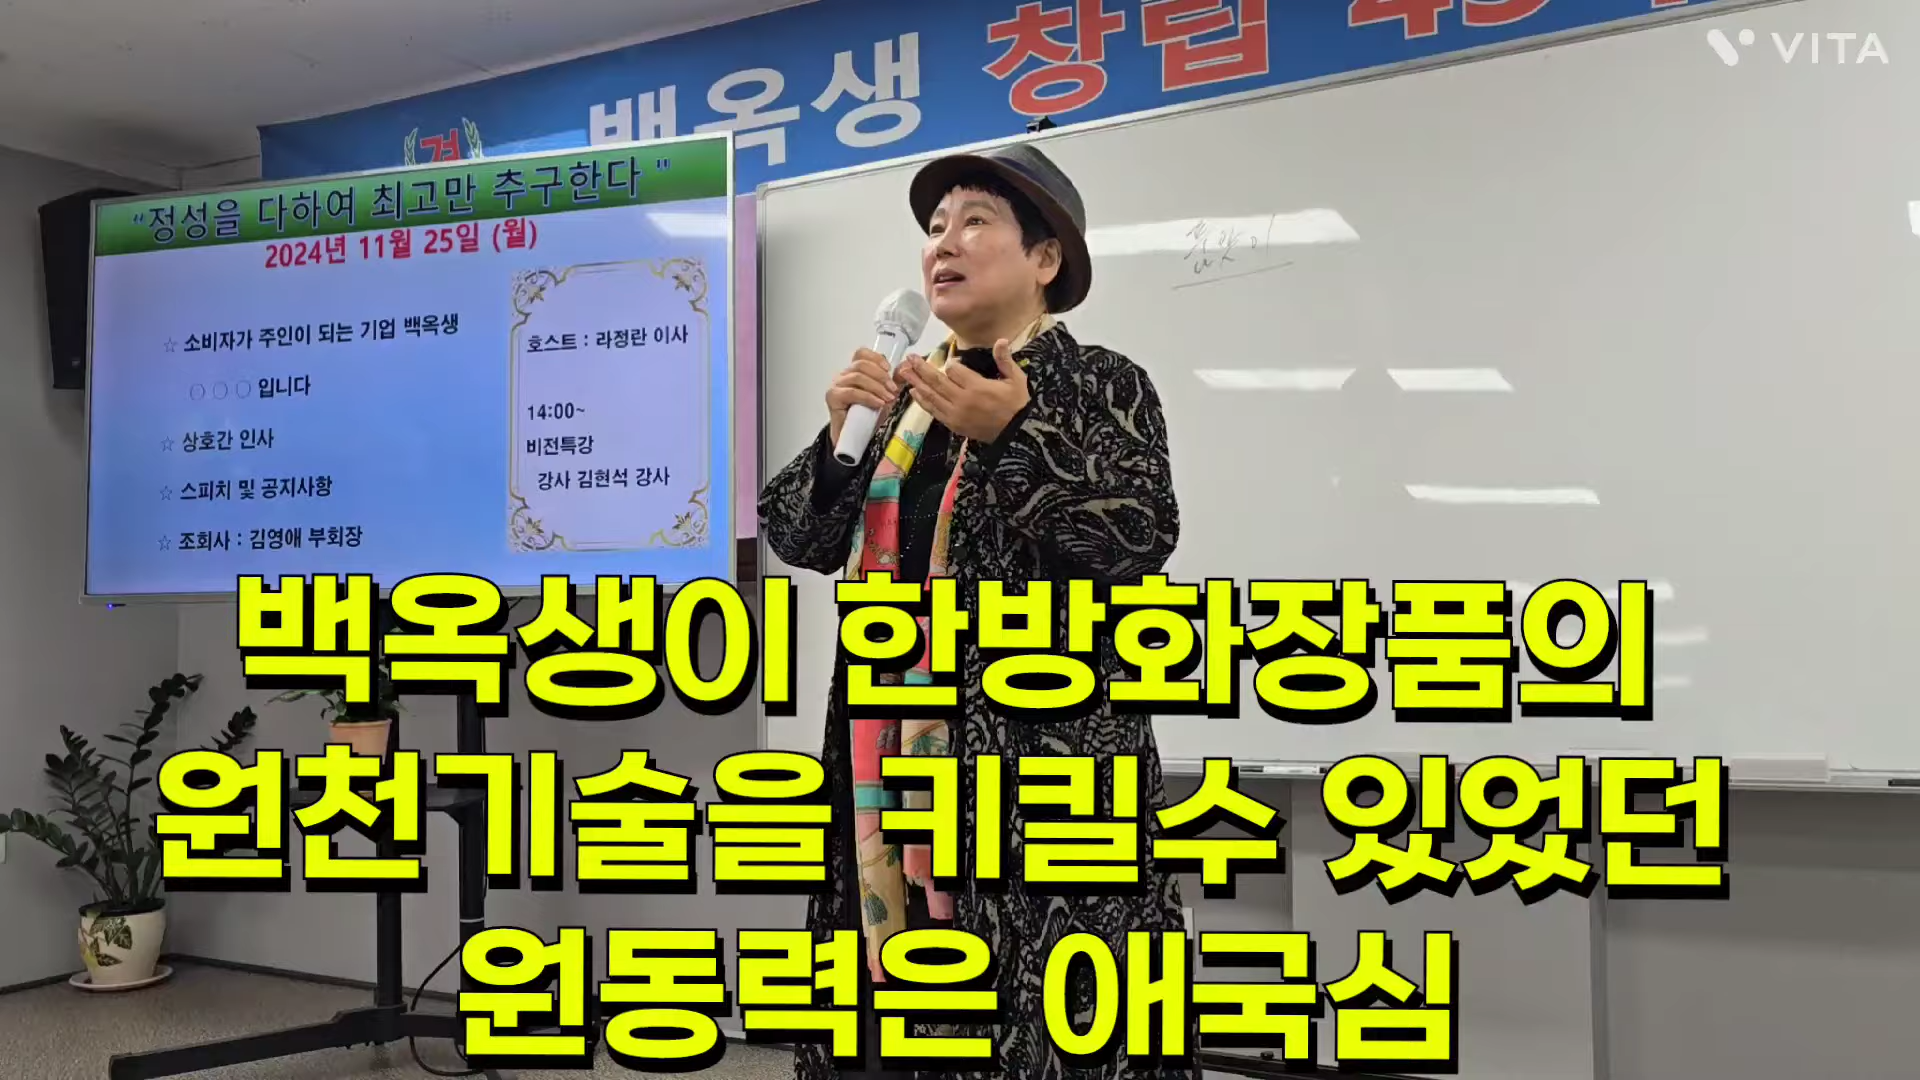 VITA
백옥생 창립 45
경
"정성을 다하여 최고만 추구한다"
2024년 11월 25일 (월)
☆ 소비자가 주인이 되는 기업 백옥생
○ ○ ○ 입니다
☆ 상호간 인사
☆ 스피치 및 공지사항
☆ 조회사 : 김영애 부회장
호스트 : 라정란 이사
14:00~
비전특강
강사 김현석 강사
품앗이
백옥생이 한방화장품의
원천기술을 키킬수 있었던
원동력은 애국심